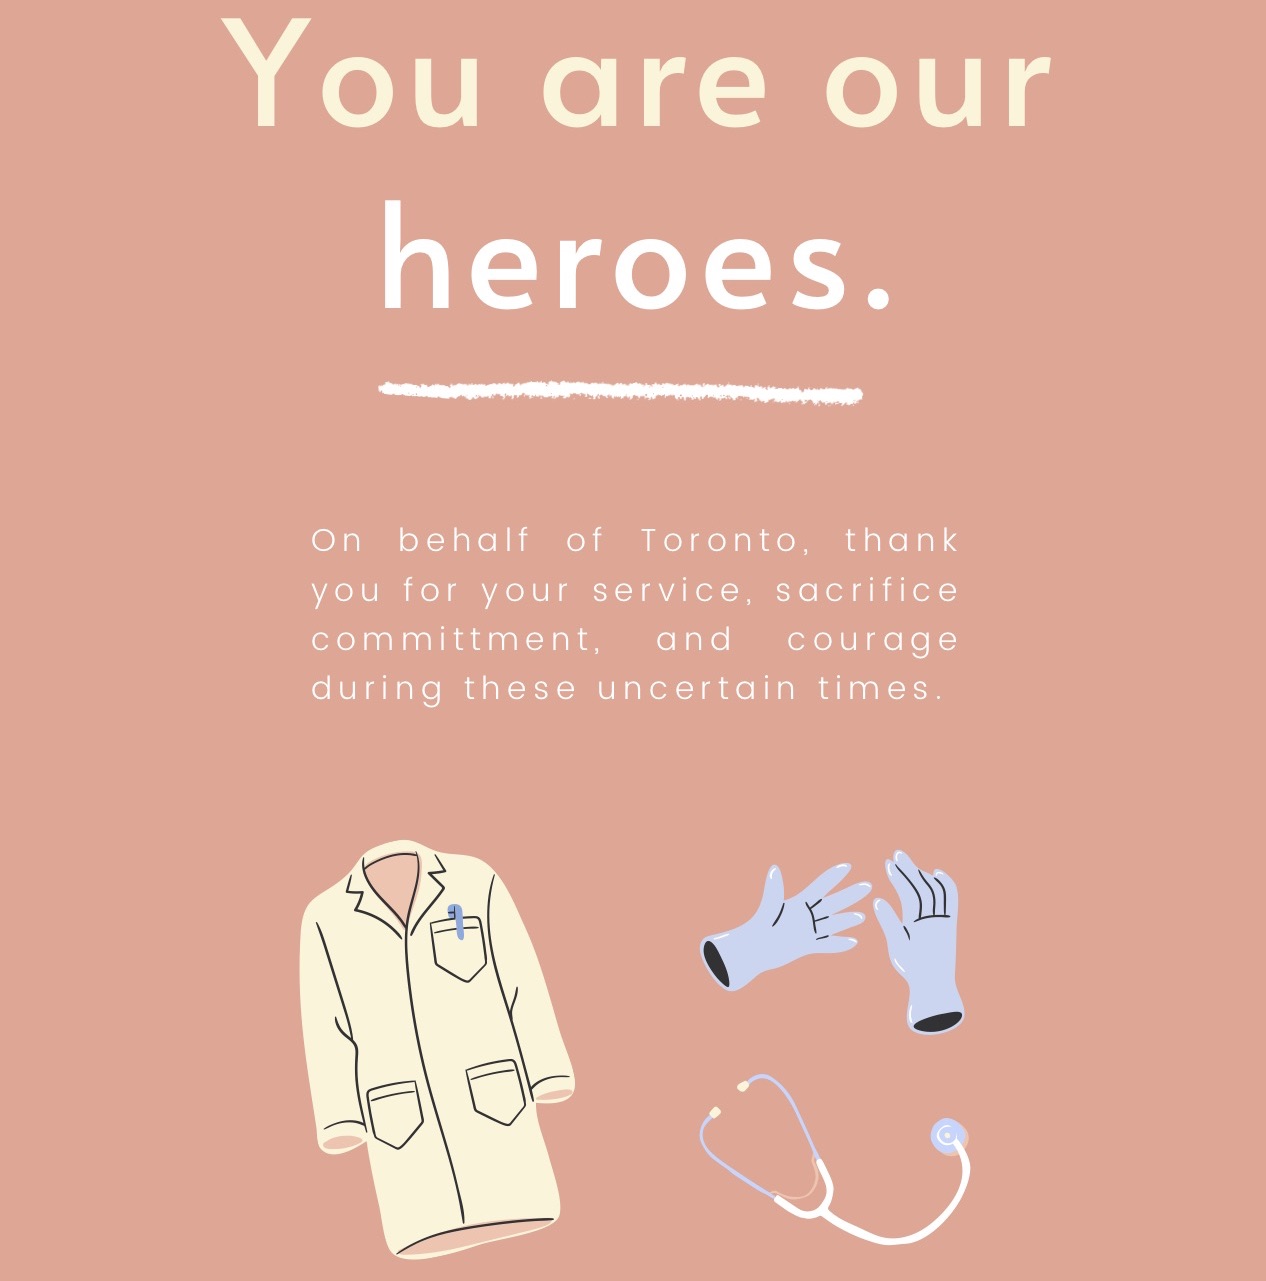 You are our
heroes.
On behalf of Toronto, thank
you for your service, sacrifice
committment, and courage
during these uncertain times.